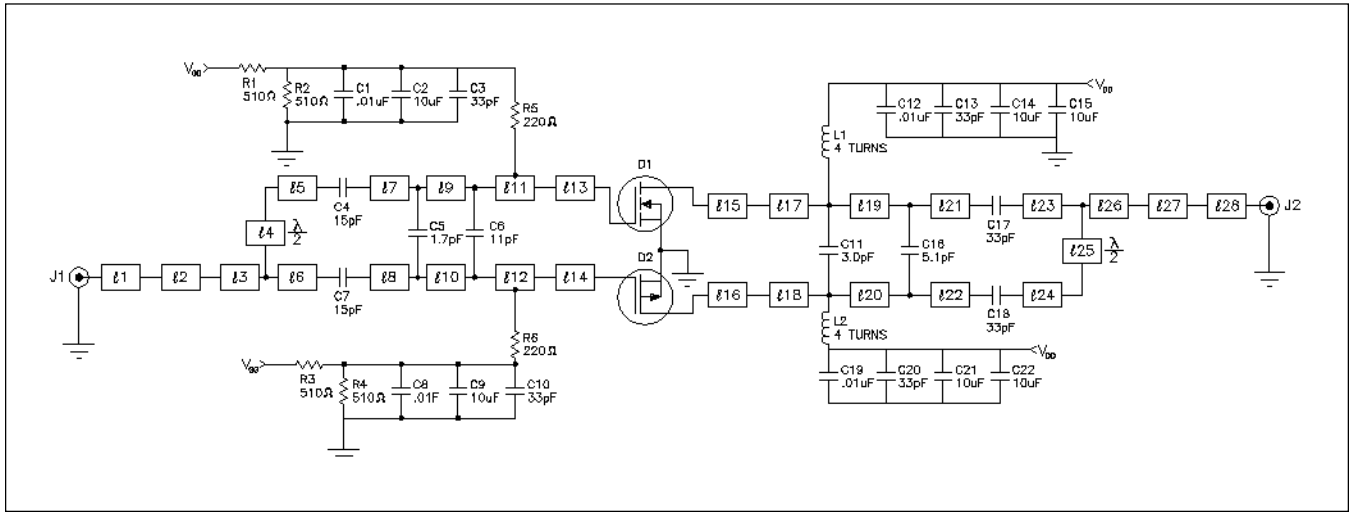 V_GG
R1
510Ω
R2
510Ω
C1
.01uF
C2
10uF
C3
33pF
R5
220Ω
V_DD
C12
.01uF
C13
33pF
C14
10uF
C15
10uF
L1
4 TURNS
D1
ℓ5
C4
15pF
ℓ7
ℓ9
ℓ11
ℓ13
ℓ15
ℓ17
ℓ19
ℓ21
C17
33pF
ℓ23
ℓ26
ℓ27
ℓ28
J2
ℓ4
λ/2
C5
1.7pF
C6
11pF
C11
3.0pF
C16
5.1pF
ℓ25
λ/2
J1
ℓ1
ℓ2
ℓ3
ℓ6
C7
15pF
ℓ8
ℓ10
ℓ12
ℓ14
D2
ℓ16
ℓ18
ℓ20
ℓ22
C18
33pF
ℓ24
R6
220Ω
L2
4 TURNS
V_GG
R3
510Ω
R4
510Ω
C8
.01F
C9
10uF
C10
33pF
V_DD
C19
.01uF
C20
33pF
C21
10uF
C22
10uF